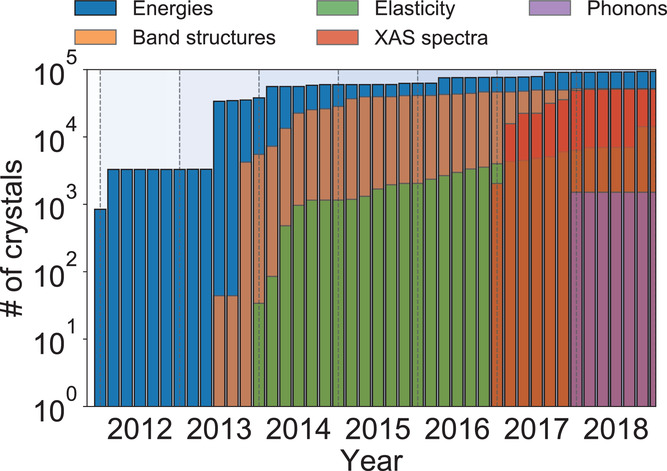 Energies Elasticity Phonons
Band structures XAS spectra
# of crystals
10^5
10^4
10^3
10^2
10^1
10^0
2012 2013 2014 2015 2016 2017 2018
Year